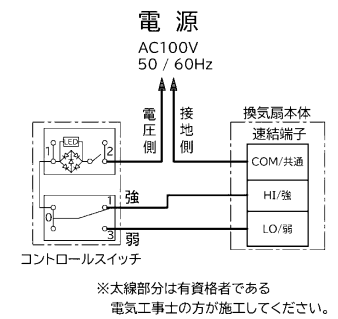 電 源
AC100V
50 / 60Hz
電圧側
接地側
換気扇本体
速結端子
LED
1
2
COM/共通
HI/強
LO/弱
0
1
3
強
弱
コントロールスイッチ
※太線部分は有資格者である
電気工事士の方が施工してください。